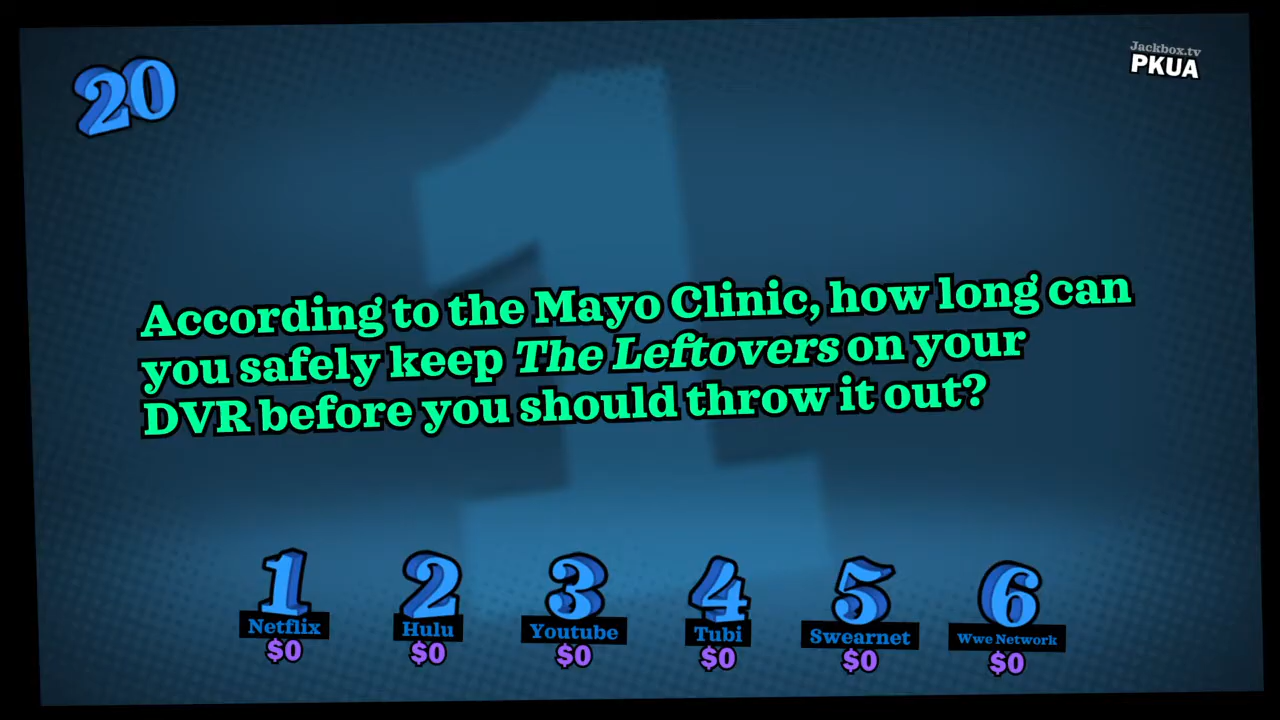 20
Jackbox.tv
PKUA
According to the Mayo Clinic, how long can
you safely keep The Leftovers on your
DVR before you should throw it out?
1
1 2 3 4 5 6
Netflix Hulu Youtube Tubi Swearnet Wwe Network
$0 $0 $0 $0 $0 $0